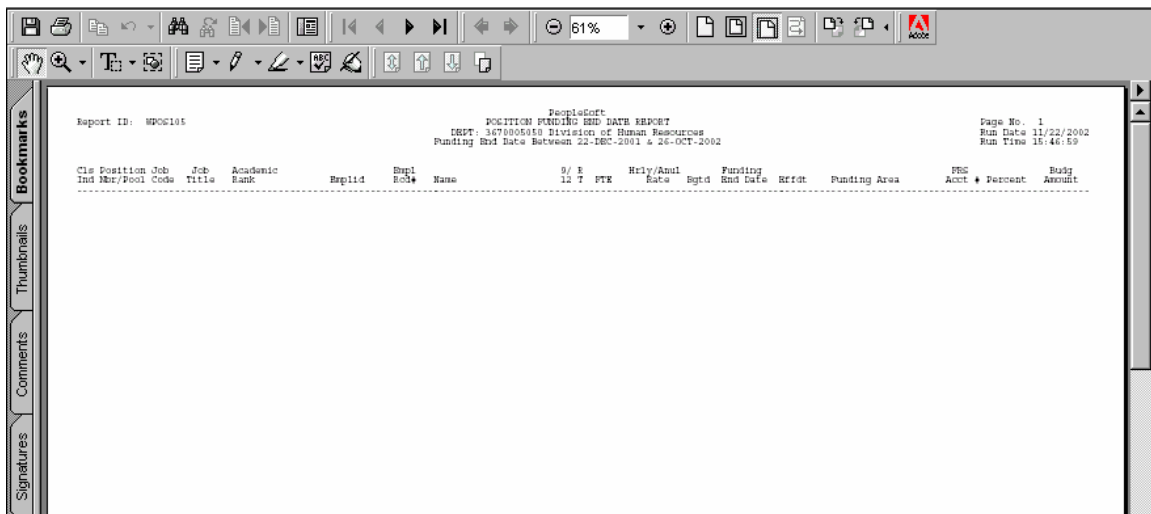 61%
Adobe
ABC
Bookmarks
Thumbnails
Comments
Signatures
PeopleSoft
Report ID: WPOS105 POSITION FUNDING END DATE REPORT Page No. 1
DEPT: 3670005050 Division of Human Resources Run Date 11/22/2002
Funding End Date Between 22-DEC-2001 & 26-OCT-2002 Run Time 15:46:59
Cls Position Job Job Academic Empl 9/ R Hrly/Anul Funding FRS Budg
Ind Nbr/Pool Code Title Rank Emplid Rcd# Name 12 T FTE Rate Bgtd End Date Effdt Funding Area Acct # Percent Amount